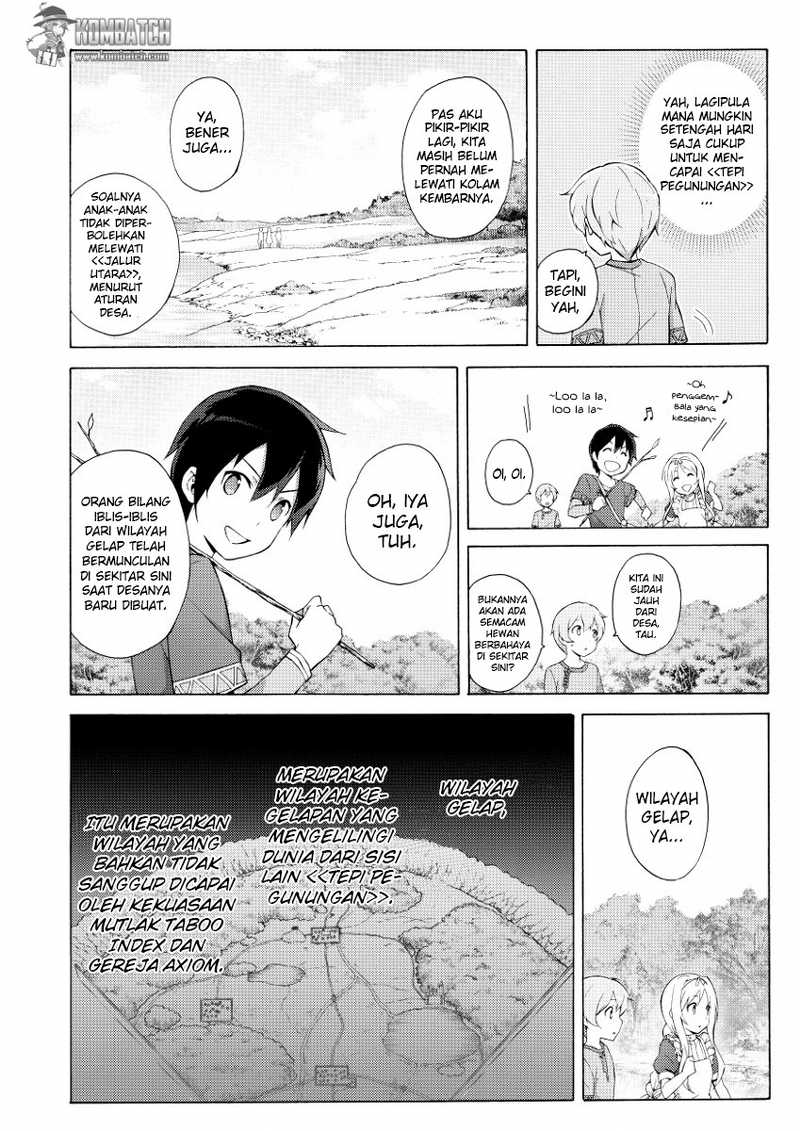 KOMBATCH
www.kombatch.com
YAH, LAGIPULA
MANA MUNGKIN
SETENGAH HARI
SAJA CUKUP
UNTUK MEN-
CAPAI <<TEPI
PEGUNUNGAN>>
...
TAPI,
BEGINI
YAH,
PAS AKU
PIKIR-PIKIR
LAGI, KITA
MASIH BELUM
PERNAH ME-
LEWATI KOLAM
KEMBARNYA.
YA,
BENER
JUGA...
SOALNYA
ANAK-ANAK
TIDAK DIPER-
BOLEHKAN
MELEWATI
<<JALUR
UTARA>>,
MENURUT
ATURAN
DESA.
~Oh
penggem-
bala yang
kesepian~
~Loo la la,
loo la la~
OI, OI.
KITA INI
SUDAH
JAUH
DARI
DESA,
TAU.
BUKANNYA
AKAN ADA
SEMACAM
HEWAN
BERBAHAYA
DI SEKITAR
SINI?
OH, IYA
JUGA,
TUH.
ORANG BILANG
IBLIS-IBLIS
DARI WILAYAH
GELAP TELAH
BERMUNCULAN
DI SEKITAR SINI
SAAT DESANYA
BARU DIBUAT.
WILAYAH
GELAP,
YA...
WILAYAH
GELAP,
MERUPAKAN
WILAYAH KE-
GELAPAN YANG
MENGELILINGI
DUNIA DARI SISI
LAIN <<TEPI PE-
GUNUNGAN>>.
ITU MERUPAKAN
WILAYAH YANG
BAHKAN TIDAK
SANGGUP DICAPAI
OLEH KEKUASAAN
MUTLAK TABOO
INDEX DAN
GEREJA AXIOM.